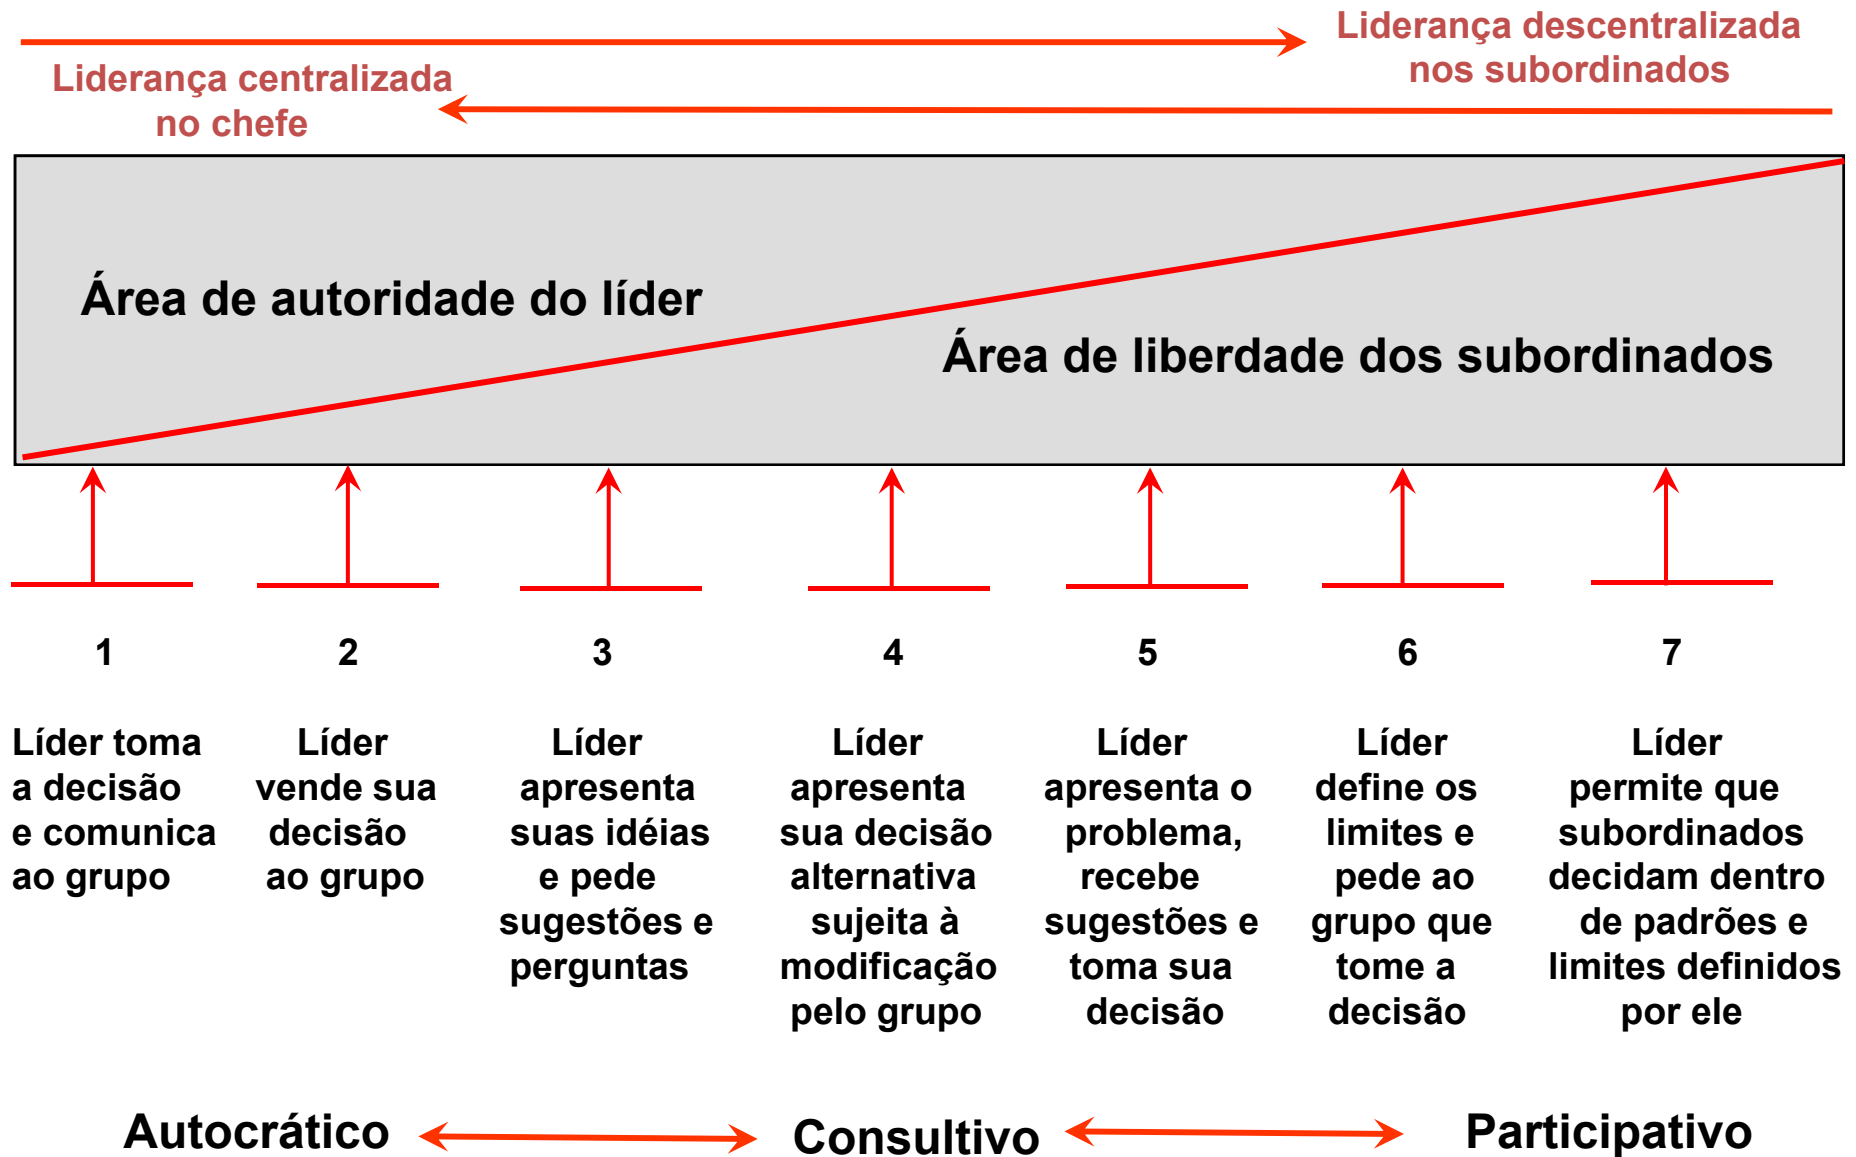 Liderança descentralizada
nos subordinados
Liderança centralizada
no chefe
Área de autoridade do líder
Área de liberdade dos subordinados
1
2
3
4
5
6
7
Líder toma
a decisão
e comunica
ao grupo
Líder
vende sua
decisão
ao grupo
Líder
apresenta
suas idéias
e pede
sugestões e
perguntas
Líder
apresenta
sua decisão
alternativa
sujeita à
modificação
pelo grupo
Líder
apresenta o
problema,
recebe
sugestões e
toma sua
decisão
Líder
define os
limites e
pede ao
grupo que
tome a
decisão
Líder
permite que
subordinados
decidam dentro
de padrões e
limites definidos
por ele
Autocrático
Consultivo
Participativo